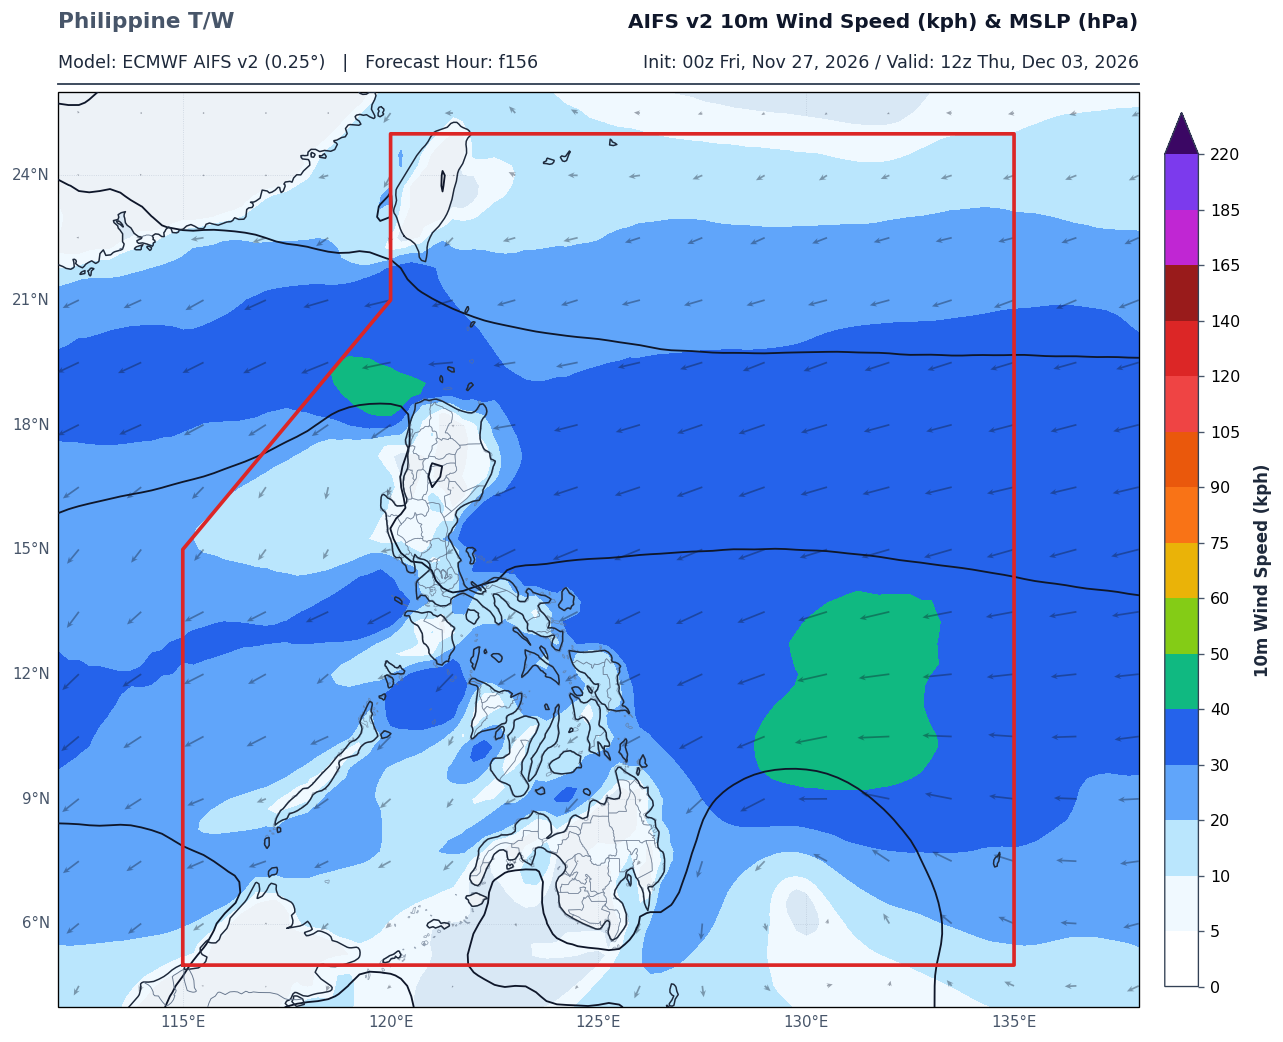 Philippine T/W
AIFS v2 10m Wind Speed (kph) & MSLP (hPa)
Model: ECMWF AIFS v2 (0.25°) | Forecast Hour: f156
Init: 00z Fri, Nov 27, 2026 / Valid: 12z Thu, Dec 03, 2026
24°N
21°N
18°N
15°N
12°N
9°N
6°N
115°E
120°E
125°E
130°E
135°E
220
185
165
140
120
105
90
75
60
50
40
30
20
10
5
0
10m Wind Speed (kph)